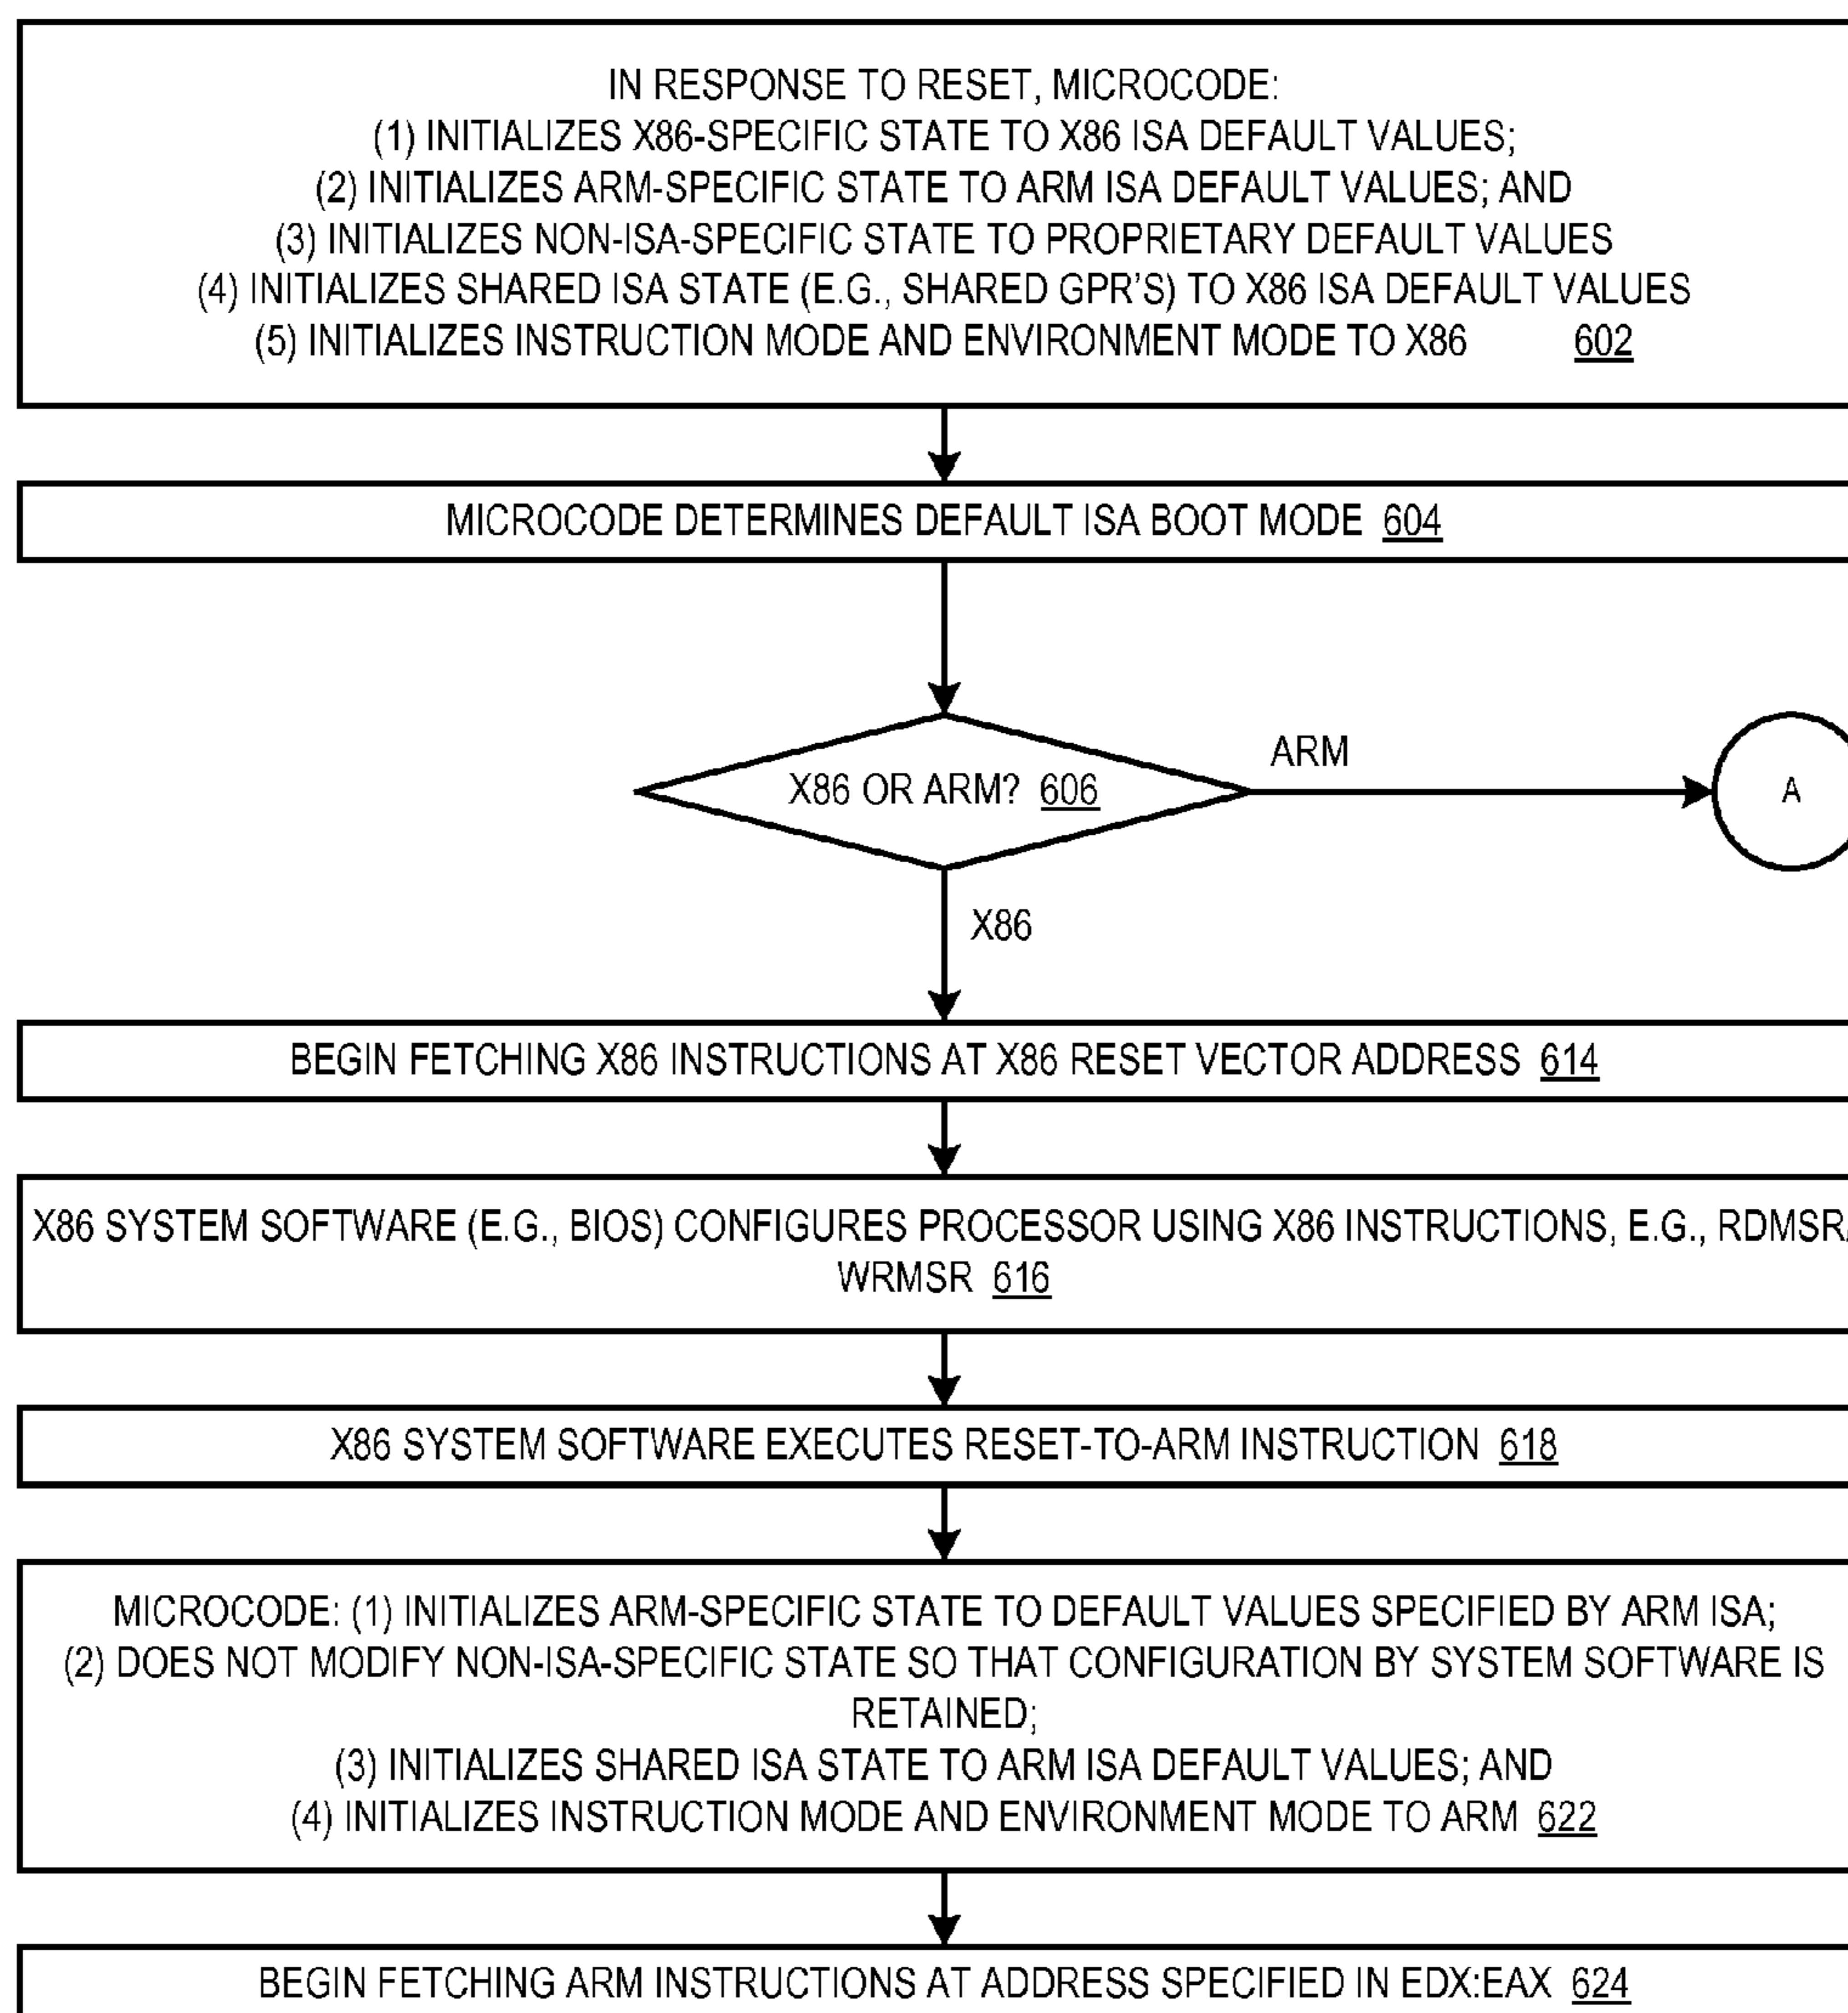 IN RESPONSE TO RESET, MICROCODE:
(1) INITIALIZES X86-SPECIFIC STATE TO X86 ISA DEFAULT VALUES;
(2) INITIALIZES ARM-SPECIFIC STATE TO ARM ISA DEFAULT VALUES; AND
(3) INITIALIZES NON-ISA-SPECIFIC STATE TO PROPRIETARY DEFAULT VALUES
(4) INITIALIZES SHARED ISA STATE (E.G., SHARED GPR'S) TO X86 ISA DEFAULT VALUES
(5) INITIALIZES INSTRUCTION MODE AND ENVIRONMENT MODE TO X86 602
MICROCODE DETERMINES DEFAULT ISA BOOT MODE 604
ARM
X86 OR ARM? 606
A
X86
BEGIN FETCHING X86 INSTRUCTIONS AT X86 RESET VECTOR ADDRESS 614
X86 SYSTEM SOFTWARE (E.G., BIOS) CONFIGURES PROCESSOR USING X86 INSTRUCTIONS, E.G., RDMSR/
WRMSR 616
X86 SYSTEM SOFTWARE EXECUTES RESET-TO-ARM INSTRUCTION 618
MICROCODE: (1) INITIALIZES ARM-SPECIFIC STATE TO DEFAULT VALUES SPECIFIED BY ARM ISA;
(2) DOES NOT MODIFY NON-ISA-SPECIFIC STATE SO THAT CONFIGURATION BY SYSTEM SOFTWARE IS
RETAINED;
(3) INITIALIZES SHARED ISA STATE TO ARM ISA DEFAULT VALUES; AND
(4) INITIALIZES INSTRUCTION MODE AND ENVIRONMENT MODE TO ARM 622
BEGIN FETCHING ARM INSTRUCTIONS AT ADDRESS SPECIFIED IN EDX:EAX 624